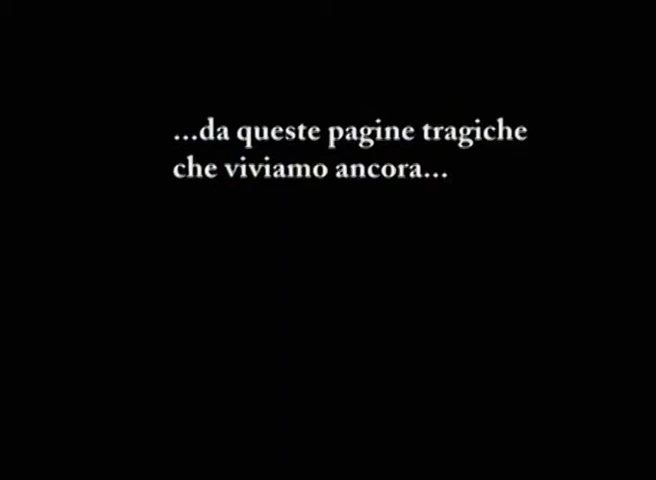 ...da queste pagine tragiche
che viviamo ancora...